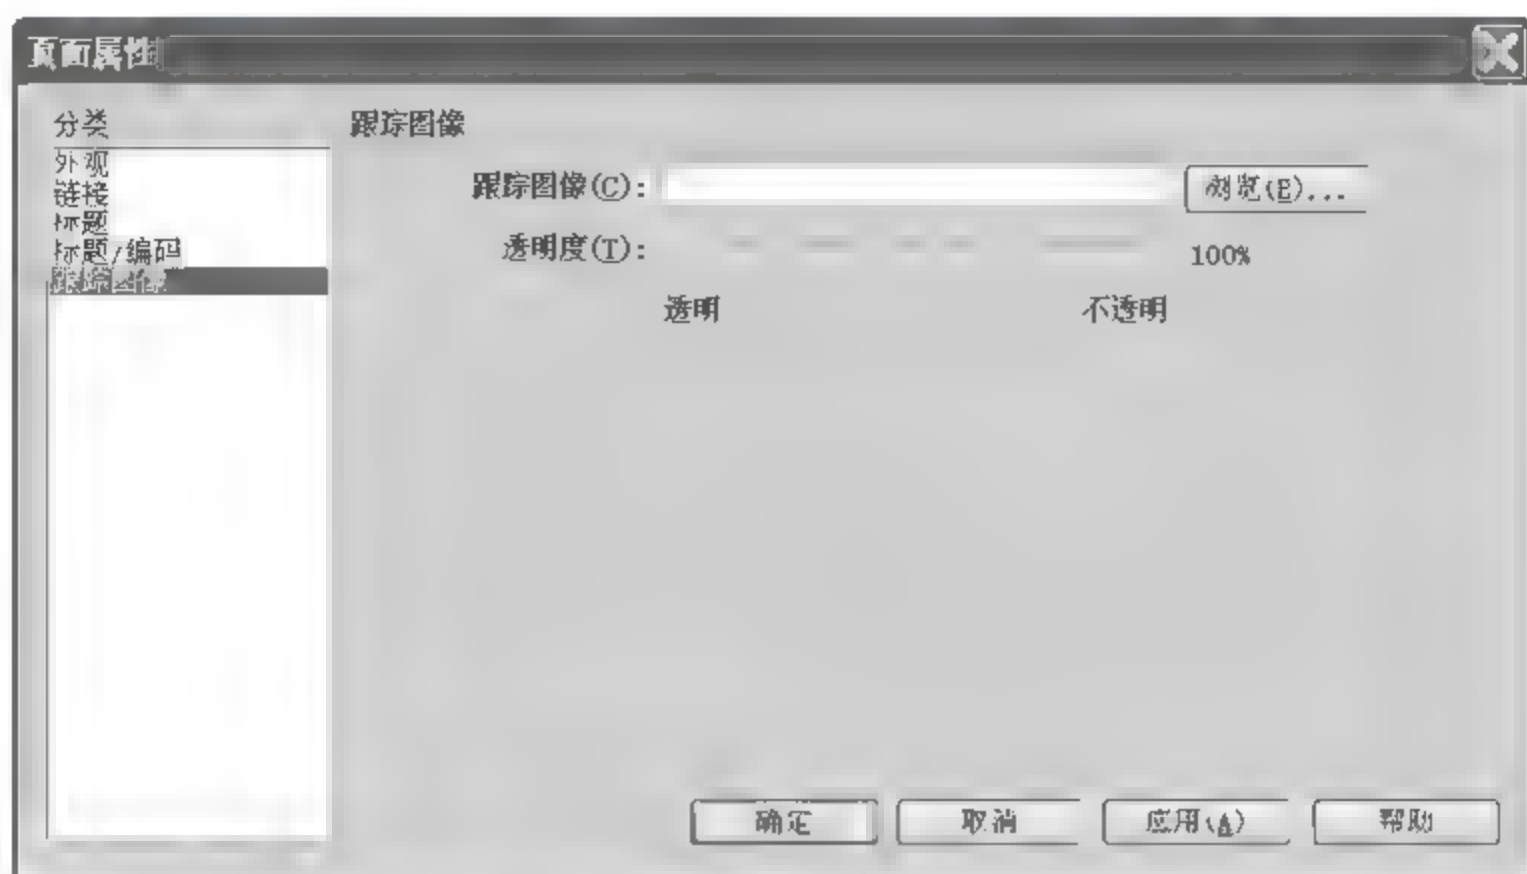 页面属性
分类
外观
链接
标题
标题/编码
跟踪图像
跟踪图像
跟踪图像(C):
浏览(B)...
透明度(T):
100%
透明
不透明
确定
取消
应用(A)
帮助